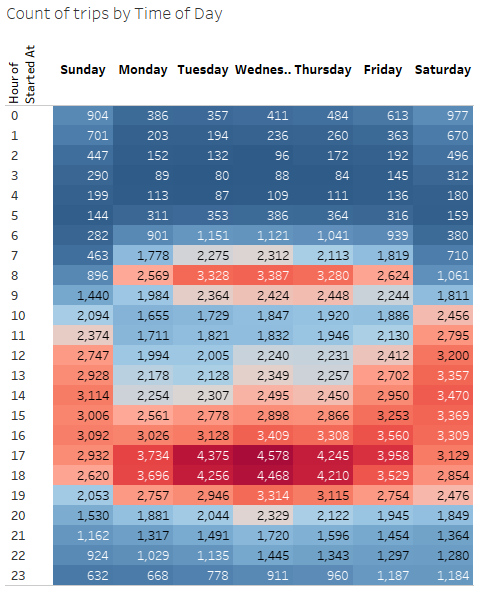 Count of trips by Time of Day
Hour of
Started At
Sunday Monday Tuesday Wednes.. Thursday Friday Saturday
0 904 386 357 411 484 613 977
1 701 203 194 236 260 363 670
2 447 152 132 96 172 192 496
3 290 89 80 88 84 145 312
4 199 113 87 109 111 136 180
5 144 311 353 386 364 316 159
6 282 901 1,151 1,121 1,041 939 380
7 463 1,778 2,275 2,312 2,113 1,819 710
8 896 2,569 3,328 3,387 3,280 2,624 1,061
9 1,440 1,984 2,364 2,424 2,448 2,244 1,811
10 2,094 1,655 1,729 1,847 1,920 1,886 2,456
11 2,374 1,711 1,821 1,832 1,946 2,130 2,795
12 2,747 1,994 2,005 2,240 2,231 2,412 3,200
13 2,928 2,178 2,128 2,349 2,257 2,702 3,357
14 3,114 2,254 2,307 2,495 2,450 2,950 3,470
15 3,006 2,561 2,778 2,898 2,866 3,253 3,369
16 3,092 3,026 3,128 3,409 3,308 3,560 3,309
17 2,932 3,734 4,375 4,578 4,245 3,958 3,129
18 2,620 3,696 4,256 4,468 4,210 3,529 2,854
19 2,053 2,757 2,946 3,314 3,115 2,754 2,476
20 1,530 1,881 2,044 2,329 2,122 1,945 1,849
21 1,162 1,317 1,491 1,720 1,596 1,454 1,364
22 924 1,029 1,135 1,445 1,343 1,297 1,280
23 632 668 778 911 960 1,187 1,184